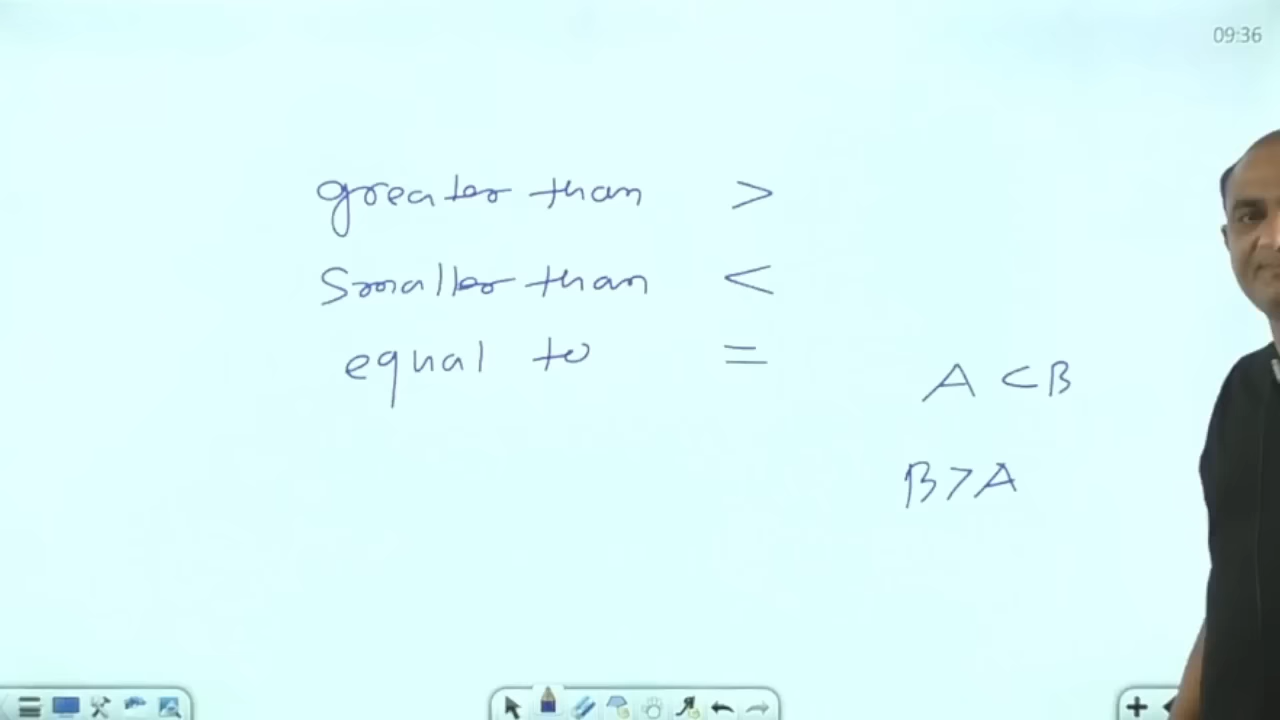 09:36
greater than >
Smaller than <
equal to =
A < B
B > A